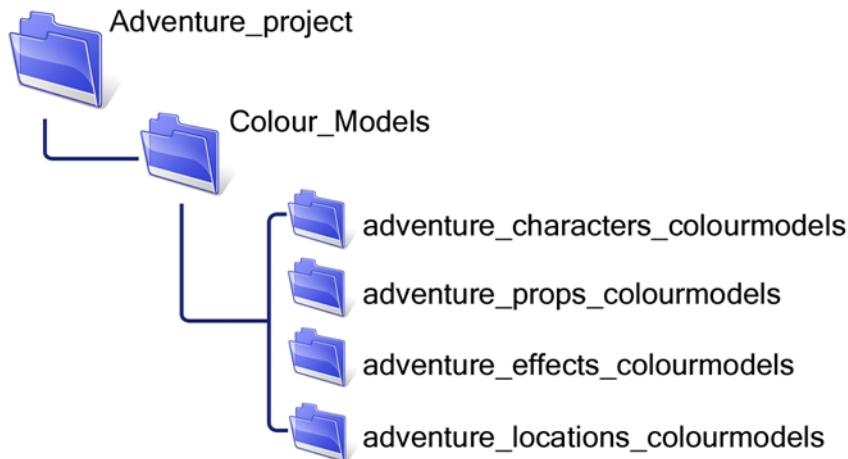 Adventure_project
Colour_Models
adventure_characters_colourmodels
adventure_props_colourmodels
adventure_effects_colourmodels
adventure_locations_colourmodels